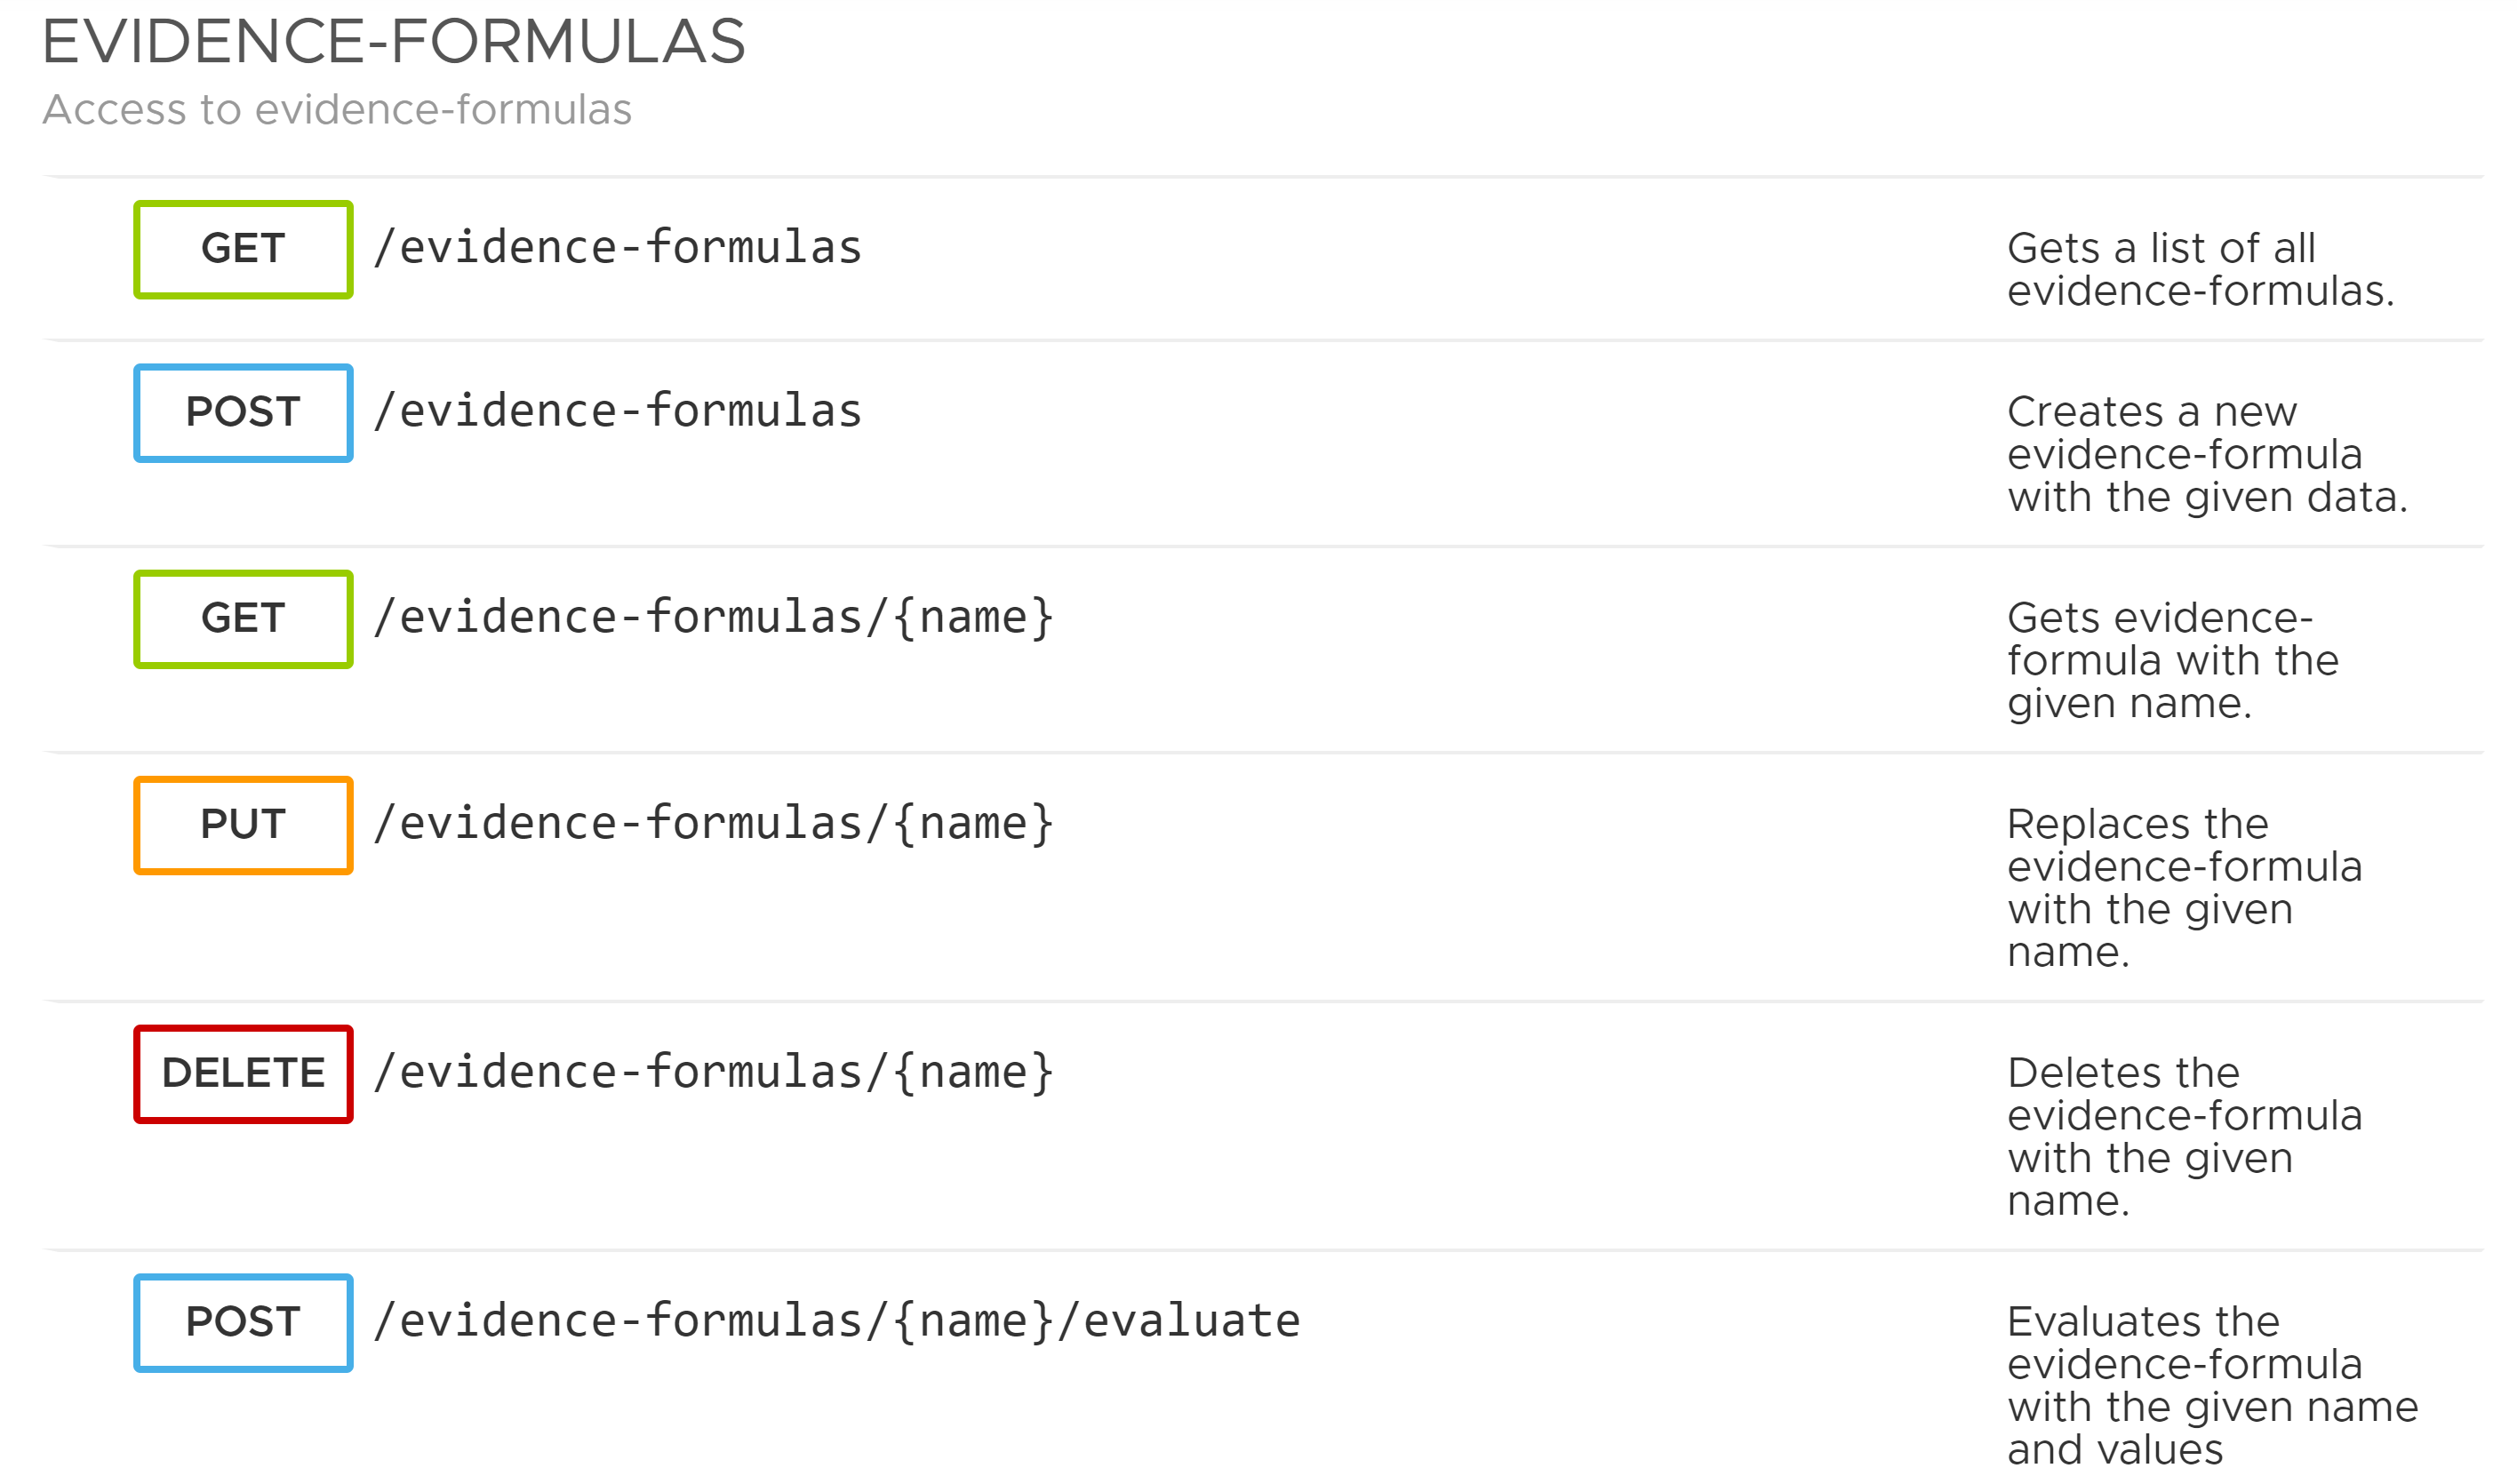 EVIDENCE-FORMULAS
Access to evidence-formulas
GET /evidence-formulas
Gets a list of all
evidence-formulas.
POST /evidence-formulas
Creates a new
evidence-formula
with the given data.
GET /evidence-formulas/{name}
Gets evidence-
formula with the
given name.
PUT /evidence-formulas/{name}
Replaces the
evidence-formula
with the given
name.
DELETE /evidence-formulas/{name}
Deletes the
evidence-formula
with the given
name.
POST /evidence-formulas/{name}/evaluate
Evaluates the
evidence-formula
with the given name
and values